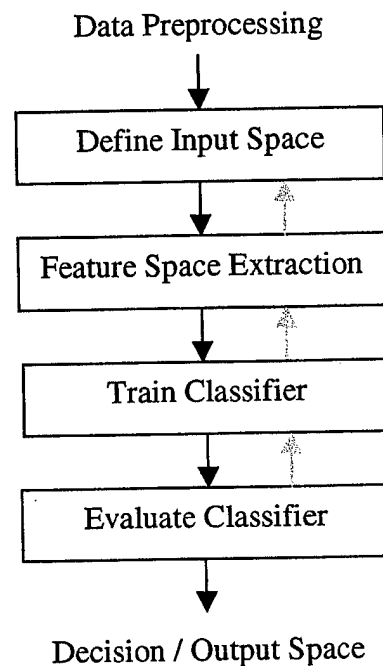 Data Preprocessing
Define Input Space
Feature Space Extraction
Train Classifier
Evaluate Classifier
Decision / Output Space